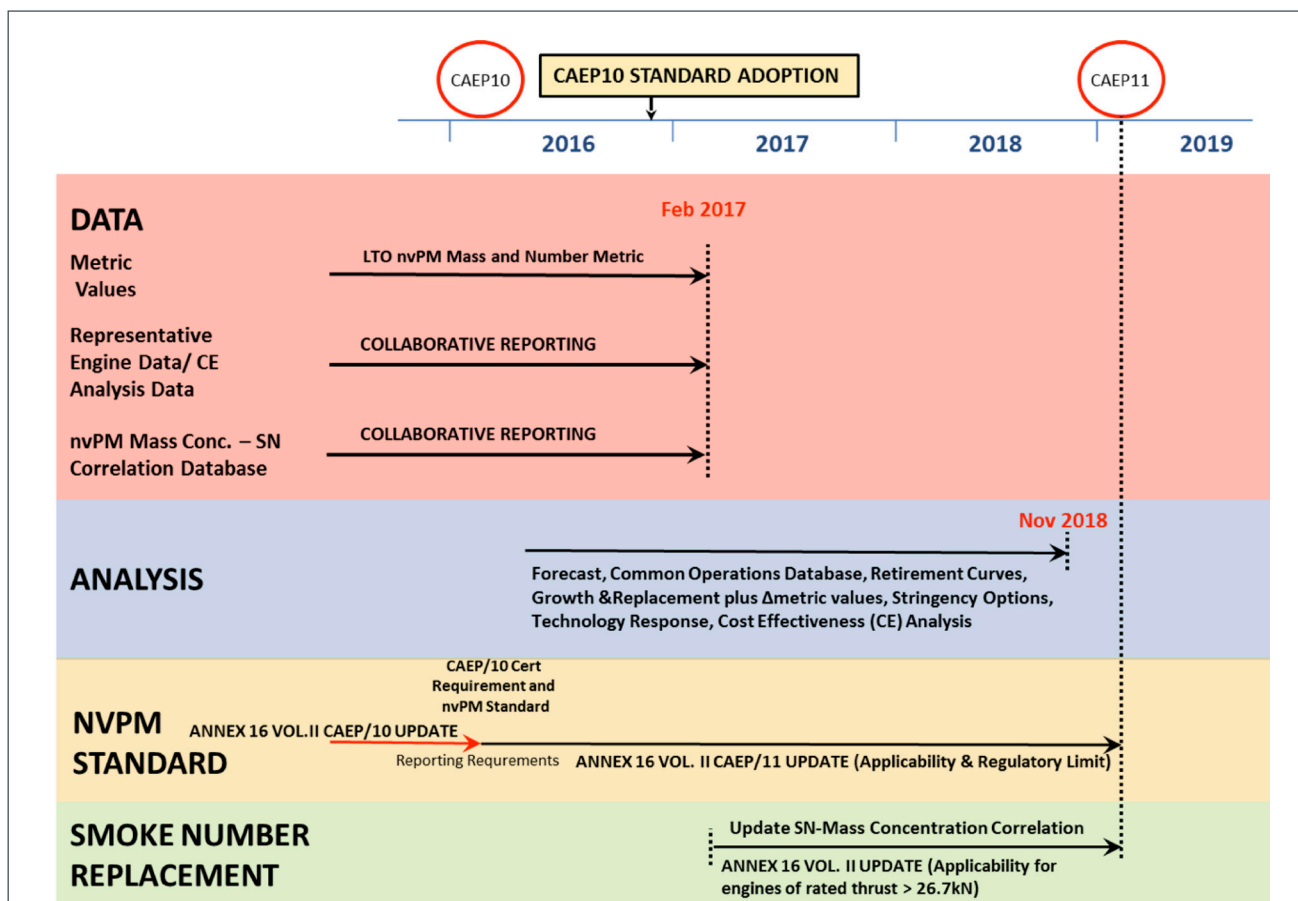 CAEP10
CAEP10 STANDARD ADOPTION
CAEP11
2016
2017
2018
2019
DATA
Feb 2017
Metric
Values
LTO nvPM Mass and Number Metric
Representative
Engine Data/ CE
Analysis Data
COLLABORATIVE REPORTING
nvPM Mass Conc. – SN
Correlation Database
COLLABORATIVE REPORTING
ANALYSIS
Nov 2018
Forecast, Common Operations Database, Retirement Curves,
Growth &Replacement plus Δmetric values, Stringency Options,
Technology Response, Cost Effectiveness (CE) Analysis
NVPM
STANDARD
CAEP/10 Cert
Requirement and
nvPM Standard
ANNEX 16 VOL.II CAEP/10 UPDATE
Reporting Requrements
ANNEX 16 VOL. II CAEP/11 UPDATE (Applicability & Regulatory Limit)
SMOKE NUMBER
REPLACEMENT
Update SN-Mass Concentration Correlation
ANNEX 16 VOL. II UPDATE (Applicability for
engines of rated thrust > 26.7kN)